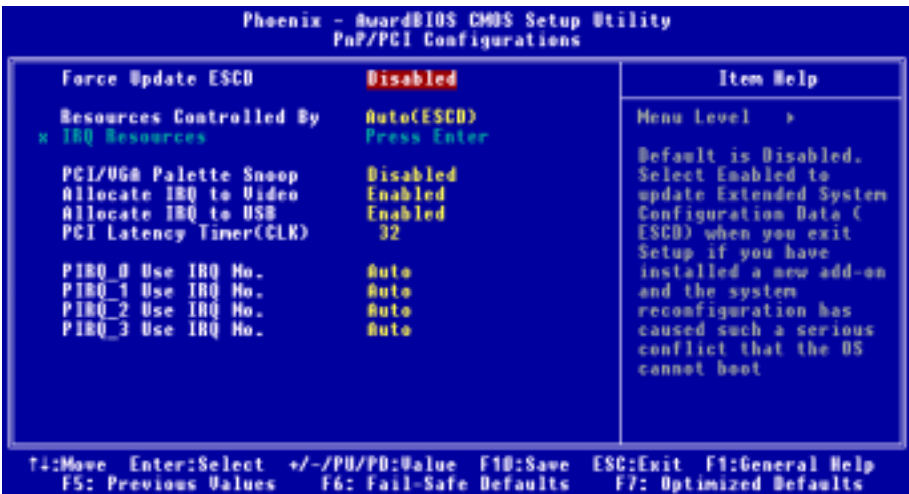 Phoenix - AwardBIOS CMOS Setup Utility
PnP/PCI Configurations
Force Update ESCD Disabled
Resources Controlled By Auto(ESCD)
x IRQ Resources Press Enter
PCI/VGA Palette Snoop Disabled
Allocate IRQ to Video Enabled
Allocate IRQ to USB Enabled
PCI Latency Timer(CLK) 32
PIRQ_0 Use IRQ No. Auto
PIRQ_1 Use IRQ No. Auto
PIRQ_2 Use IRQ No. Auto
PIRQ_3 Use IRQ No. Auto
Item Help
Menu Level ▸
Default is Disabled.
Select Enabled to
update Extended System
Configuration Data (
ESCD) when you exit
Setup if you have
installed a new add-on
and the system
reconfiguration has
caused such a serious
conflict that the OS
cannot boot
↑↓:Move Enter:Select +/-/PU/PD:Value F10:Save ESC:Exit F1:General Help
F5: Previous Values F6: Fail-Safe Defaults F7: Optimized Defaults